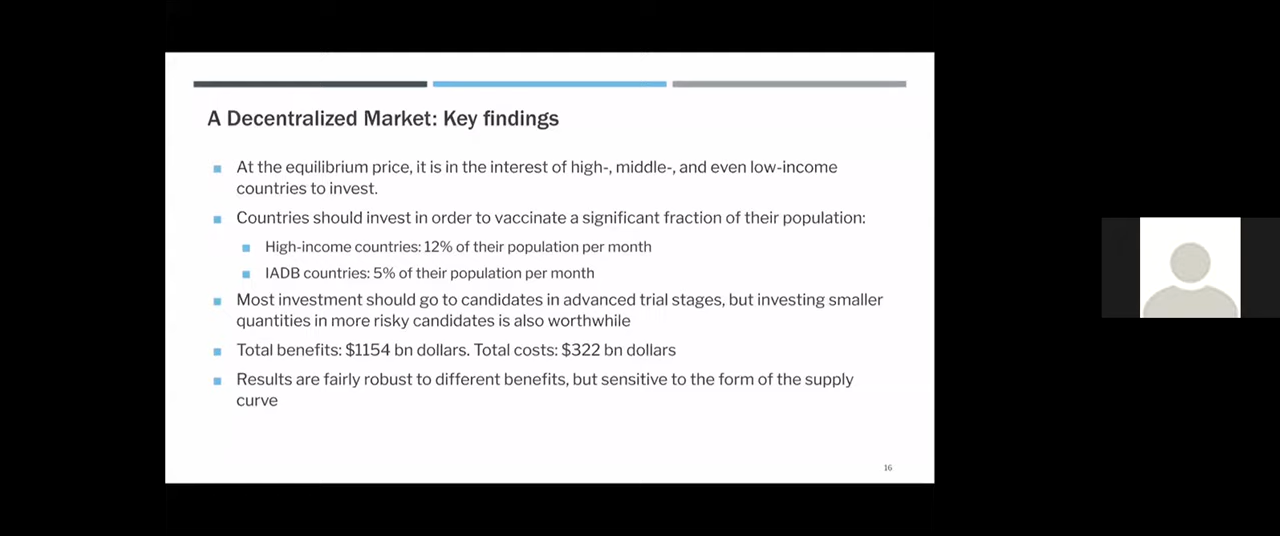 A Decentralized Market: Key findings
At the equilibrium price, it is in the interest of high-, middle-, and even low-income
countries to invest.
Countries should invest in order to vaccinate a significant fraction of their population:
High-income countries: 12% of their population per month
IADB countries: 5% of their population per month
Most investment should go to candidates in advanced trial stages, but investing smaller
quantities in more risky candidates is also worthwhile
Total benefits: $1154 bn dollars. Total costs: $322 bn dollars
Results are fairly robust to different benefits, but sensitive to the form of the supply
curve
16